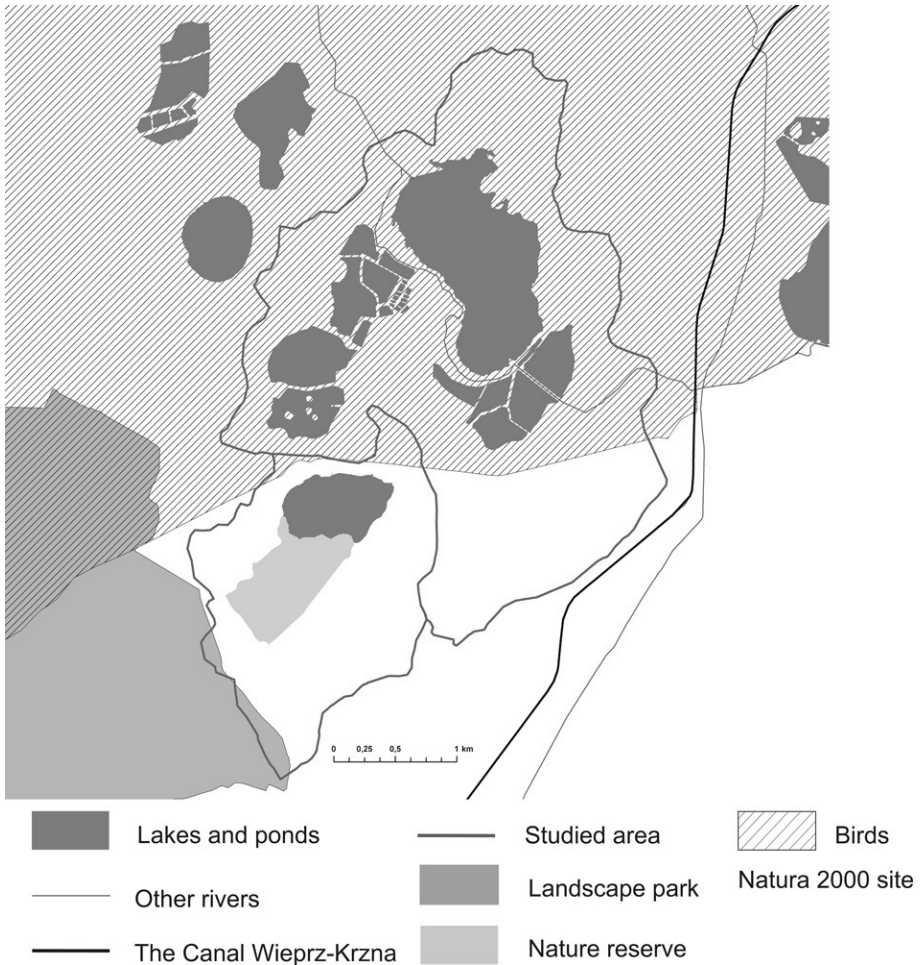 0 0,25 0,5 1 km
Lakes and ponds
Studied area
Birds
Other rivers
Landscape park
Natura 2000 site
The Canal Wieprz-Krzna
Nature reserve